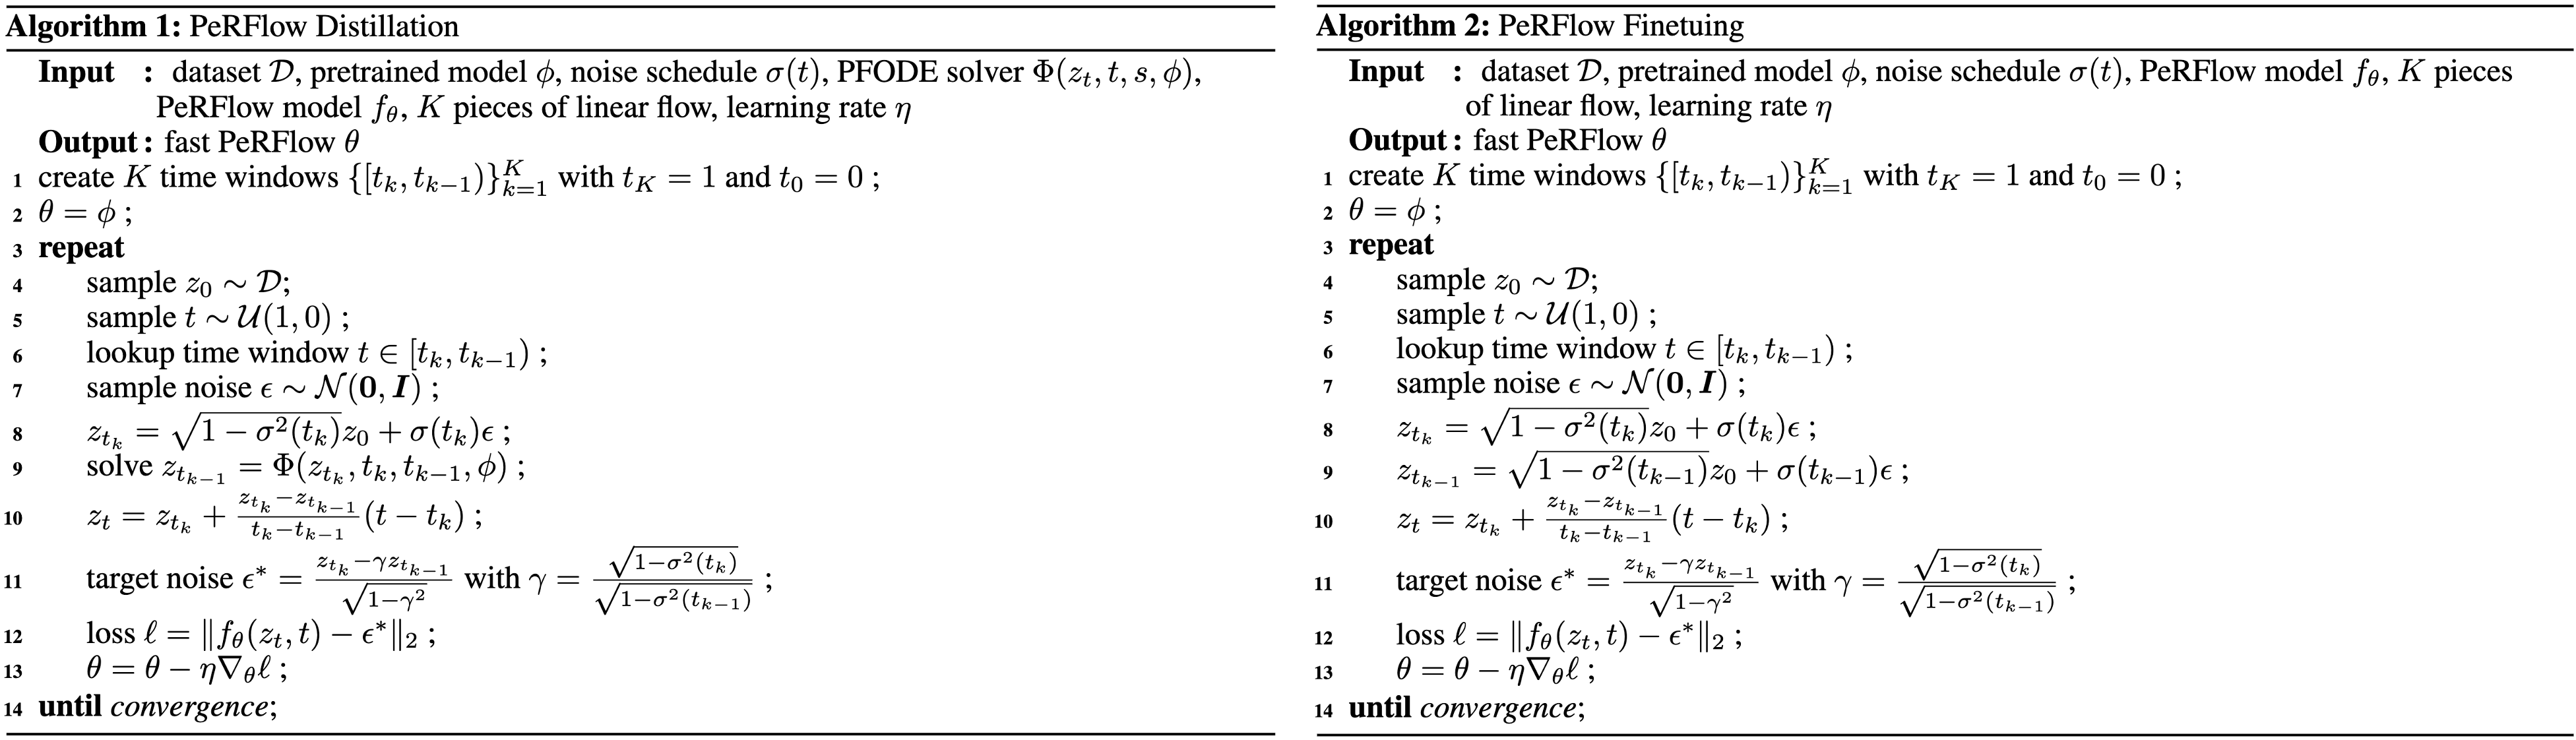 Algorithm 1: PeRFlow Distillation
Input : dataset $\mathcal{D}$, pretrained model $\phi$, noise schedule $\sigma(t)$, PFODE solver $\Phi(z_t, t, s, \phi)$,
PeRFlow model $f_\theta$, $K$ pieces of linear flow, learning rate $\eta$
Output: fast PeRFlow $\theta$
1 create $K$ time windows $\{[t_k, t_{k-1})\}_{k=1}^K$ with $t_K = 1$ and $t_0 = 0$ ;
2 $\theta = \phi$ ;
3 repeat
4 sample $z_0 \sim \mathcal{D}$;
5 sample $t \sim \mathcal{U}(1, 0)$ ;
6 lookup time window $t \in [t_k, t_{k-1})$ ;
7 sample noise $\epsilon \sim \mathcal{N}(\mathbf{0}, \boldsymbol{I})$ ;
8 $z_{t_k} = \sqrt{1 - \sigma^2(t_k)} z_0 + \sigma(t_k)\epsilon$ ;
9 solve $z_{t_{k-1}} = \Phi(z_{t_k}, t_k, t_{k-1}, \phi)$ ;
10 $z_t = z_{t_k} + \frac{z_{t_k} - z_{t_{k-1}}}{t_k - t_{k-1}}(t - t_k)$ ;
11 target noise $\epsilon^* = \frac{z_{t_k} - \gamma z_{t_{k-1}}}{\sqrt{1 - \gamma^2}}$ with $\gamma = \frac{\sqrt{1 - \sigma^2(t_k)}}{\sqrt{1 - \sigma^2(t_{k-1})}}$ ;
12 loss $\ell = \|f_\theta(z_t, t) - \epsilon^*\|_2$ ;
13 $\theta = \theta - \eta\nabla_\theta \ell$ ;
14 until convergence;
Algorithm 2: PeRFlow Finetuing
Input : dataset $\mathcal{D}$, pretrained model $\phi$, noise schedule $\sigma(t)$, PeRFlow model $f_\theta$, $K$ pieces
of linear flow, learning rate $\eta$
Output: fast PeRFlow $\theta$
1 create $K$ time windows $\{[t_k, t_{k-1})\}_{k=1}^K$ with $t_K = 1$ and $t_0 = 0$ ;
2 $\theta = \phi$ ;
3 repeat
4 sample $z_0 \sim \mathcal{D}$;
5 sample $t \sim \mathcal{U}(1, 0)$ ;
6 lookup time window $t \in [t_k, t_{k-1})$ ;
7 sample noise $\epsilon \sim \mathcal{N}(\mathbf{0}, \boldsymbol{I})$ ;
8 $z_{t_k} = \sqrt{1 - \sigma^2(t_k)} z_0 + \sigma(t_k)\epsilon$ ;
9 $z_{t_{k-1}} = \sqrt{1 - \sigma^2(t_{k-1})} z_0 + \sigma(t_{k-1})\epsilon$ ;
10 $z_t = z_{t_k} + \frac{z_{t_k} - z_{t_{k-1}}}{t_k - t_{k-1}}(t - t_k)$ ;
11 target noise $\epsilon^* = \frac{z_{t_k} - \gamma z_{t_{k-1}}}{\sqrt{1 - \gamma^2}}$ with $\gamma = \frac{\sqrt{1 - \sigma^2(t_k)}}{\sqrt{1 - \sigma^2(t_{k-1})}}$ ;
12 loss $\ell = \|f_\theta(z_t, t) - \epsilon^*\|_2$ ;
13 $\theta = \theta - \eta\nabla_\theta \ell$ ;
14 until convergence;